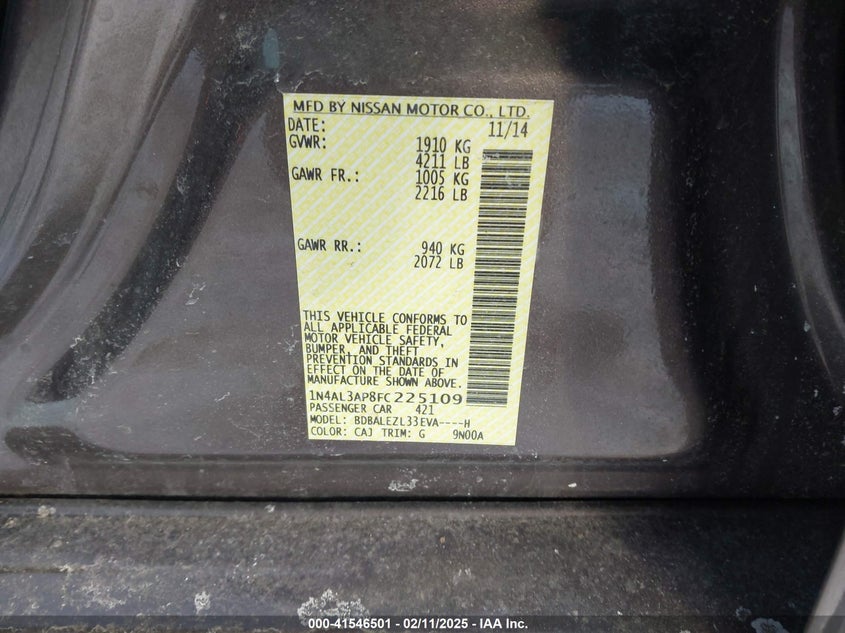 MFD BY NISSAN MOTOR CO., LTD.
DATE: 11/14
GVWR: 1910 KG
4211 LB
GAWR FR.: 1005 KG
2216 LB
GAWR RR.: 940 KG
2072 LB
THIS VEHICLE CONFORMS TO
ALL APPLICABLE FEDERAL
MOTOR VEHICLE SAFETY,
BUMPER, AND THEFT
PREVENTION STANDARDS IN
EFFECT ON THE DATE OF
MANUFACTURE SHOWN ABOVE.
1N4AL3AP8FC225109
PASSENGER CAR 421
MODEL: BDBALEZL33EVA----H
COLOR: CAJ TRIM: G 9N00A
000-41546501 - 02/11/2025 - IAA Inc.